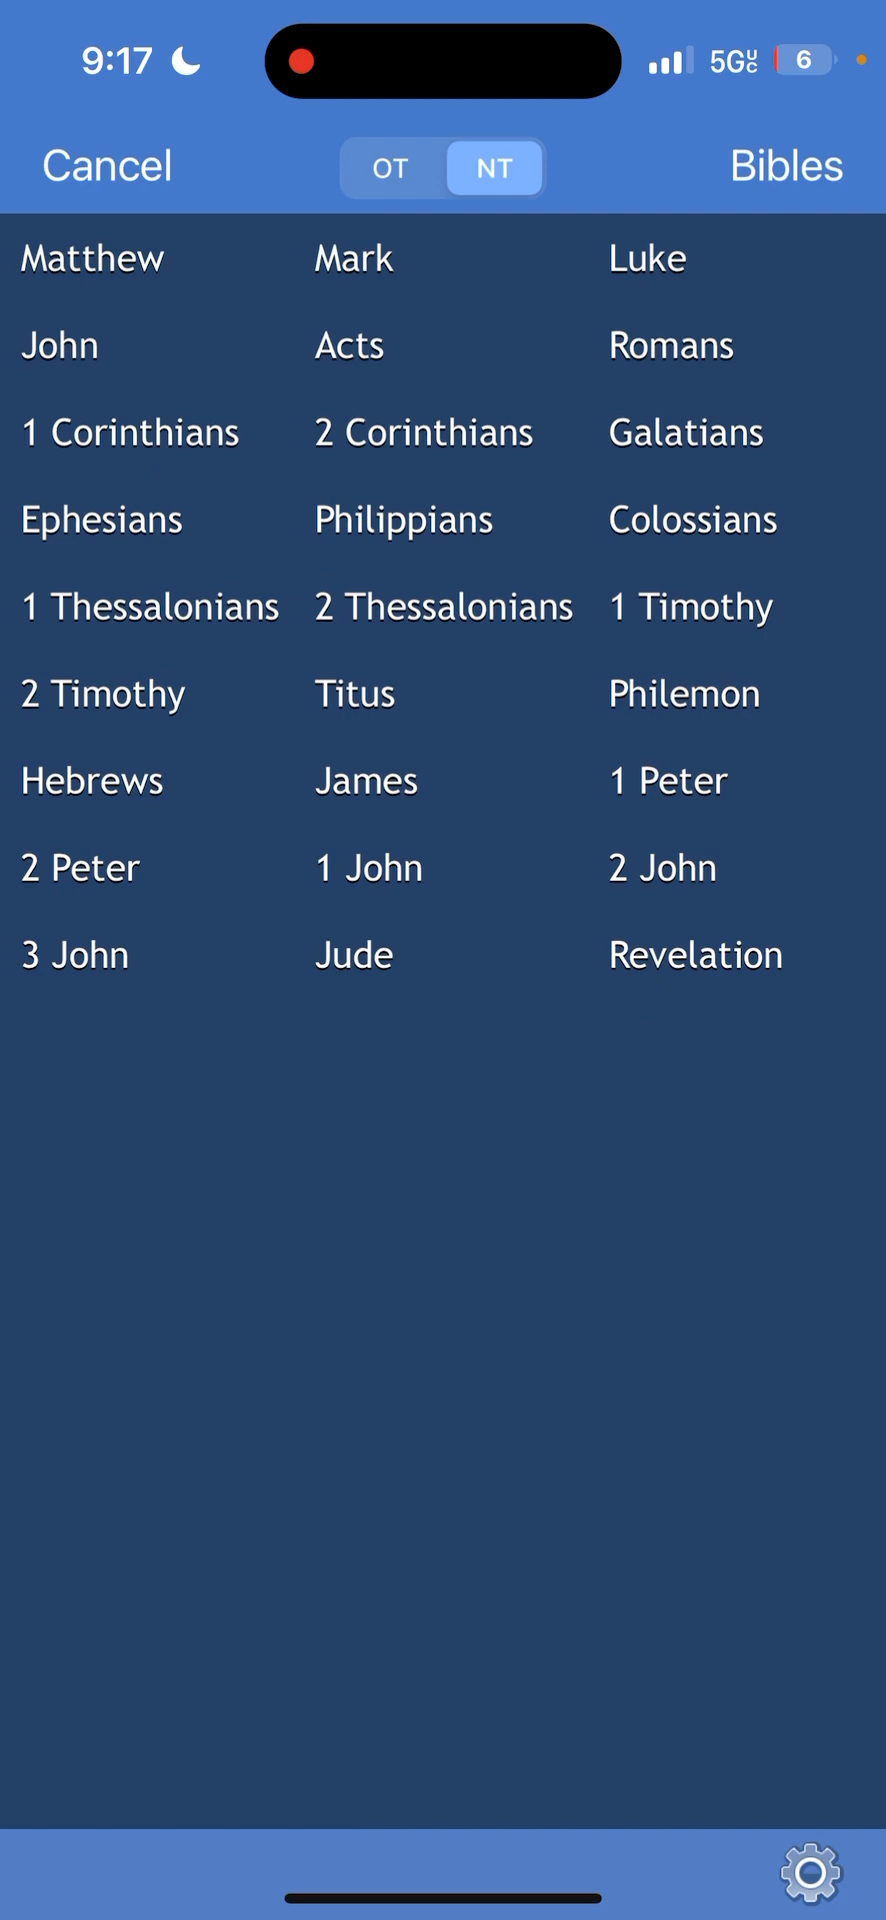 9:17 5GUC 6
Cancel OT NT Bibles
Matthew Mark Luke
John Acts Romans
1 Corinthians 2 Corinthians Galatians
Ephesians Philippians Colossians
1 Thessalonians 2 Thessalonians 1 Timothy
2 Timothy Titus Philemon
Hebrews James 1 Peter
2 Peter 1 John 2 John
3 John Jude Revelation